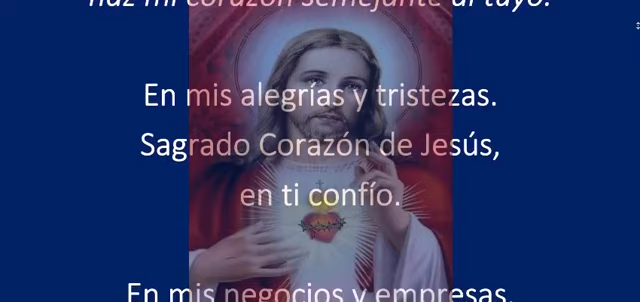 haz mi corazón semejante al tuyo.
En mis alegrías y tristezas.
Sagrado Corazón de Jesús,
en ti confío.
En mis negocios y empresas.